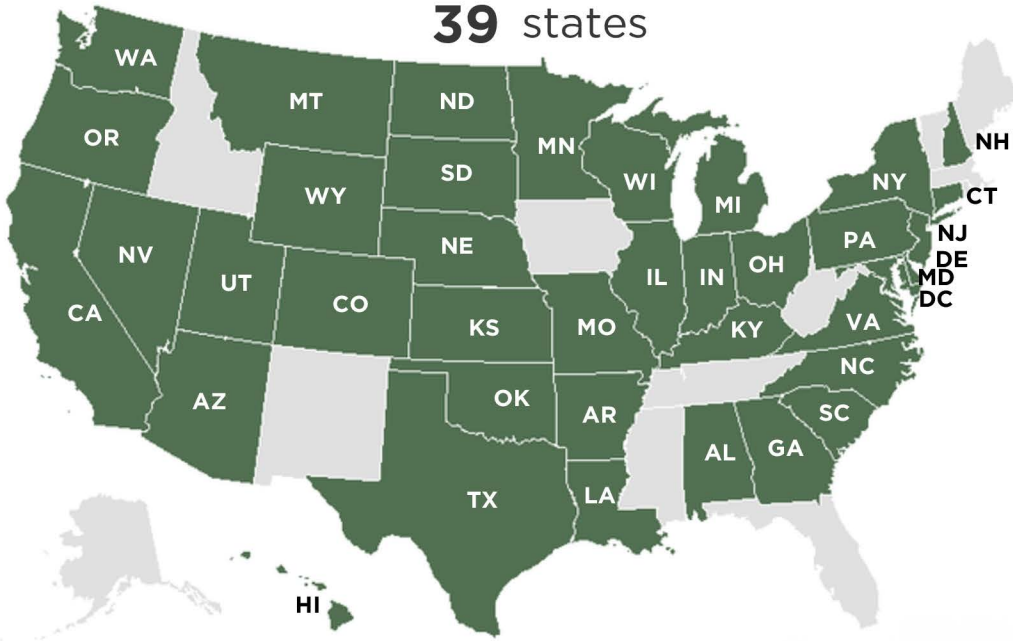 39 states
WA
MT
ND
MN
OR
NH
SD
WI
NY
WY
MI
CT
NJ
PA
NV
NE
DE
OH
IL
IN
MD
UT
DC
CO
CA
KS
MO
KY
VA
NC
AZ
OK
AR
SC
AL
GA
LA
TX
HI